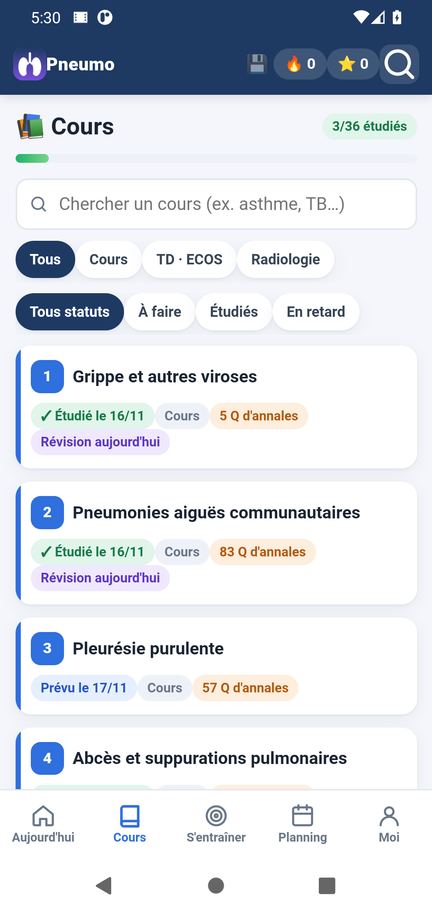 5:30
Pneumo
🔥 0
⭐ 0
Cours
3/36 étudiés
Chercher un cours (ex. asthme, TB…)
Tous
Cours
TD · ECOS
Radiologie
Tous statuts
À faire
Étudiés
En retard
1 Grippe et autres viroses
✓ Étudié le 16/11 Cours 5 Q d'annales
Révision aujourd'hui
2 Pneumonies aiguës communautaires
✓ Étudié le 16/11 Cours 83 Q d'annales
Révision aujourd'hui
3 Pleurésie purulente
Prévu le 17/11 Cours 57 Q d'annales
4 Abcès et suppurations pulmonaires
Aujourd'hui
Cours
S'entraîner
Planning
Moi